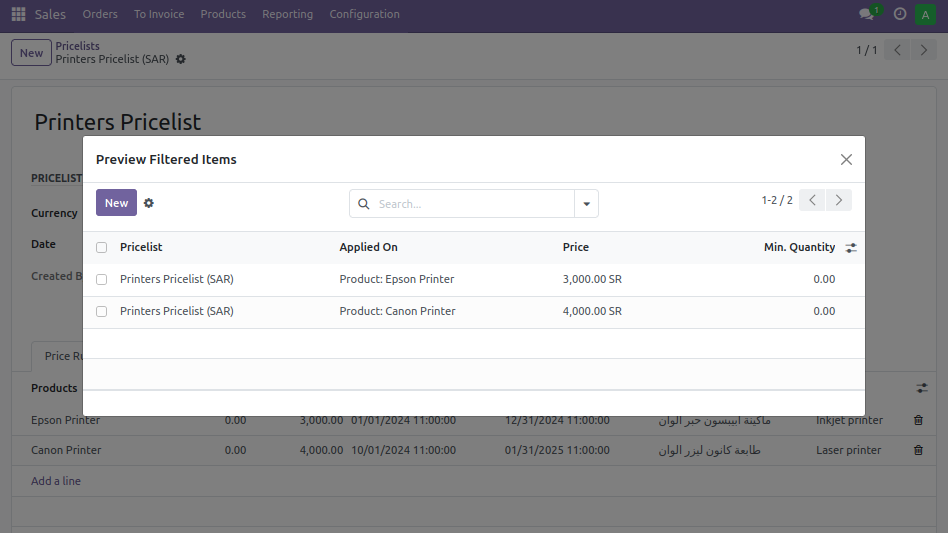 Sales Orders To Invoice Products Reporting Configuration 1 A
New Pricelists 1 / 1
Printers Pricelist (SAR)
Printers Pricelist
Preview Filtered Items
PRICELIST
New Search... 1-2 / 2
Currency
Date
Created B
Pricelist Applied On Price Min. Quantity
Printers Pricelist (SAR) Product: Epson Printer 3,000.00 SR 0.00
Printers Pricelist (SAR) Product: Canon Printer 4,000.00 SR 0.00
Price Ru
Products
Epson Printer 0.00 3,000.00 01/01/2024 11:00:00 12/31/2024 11:00:00 ماكينة ايبسون حبر الوان Inkjet printer
Canon Printer 0.00 4,000.00 10/01/2024 11:00:00 01/31/2025 11:00:00 طابعة كانون ليزر الوان Laser printer
Add a line